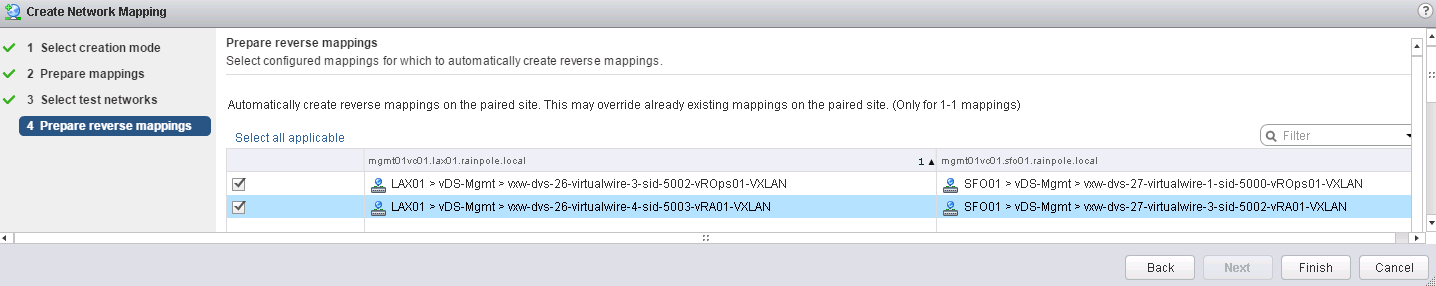 Create Network Mapping
?
1 Select creation mode
2 Prepare mappings
3 Select test networks
4 Prepare reverse mappings
Prepare reverse mappings
Select configured mappings for which to automatically create reverse mappings.
Automatically create reverse mappings on the paired site. This may override already existing mappings on the paired site. (Only for 1-1 mappings)
Select all applicable
Filter
mgmt01vc01.lax01.rainpole.local 1 ▲ mgmt01vc01.sfo01.rainpole.local
LAX01 > vDS-Mgmt > vxw-dvs-26-virtualwire-3-sid-5002-vROps01-VXLAN SFO01 > vDS-Mgmt > vxw-dvs-27-virtualwire-1-sid-5000-vROps01-VXLAN
LAX01 > vDS-Mgmt > vxw-dvs-26-virtualwire-4-sid-5003-vRA01-VXLAN SFO01 > vDS-Mgmt > vxw-dvs-27-virtualwire-3-sid-5002-vRA01-VXLAN
Back Next Finish Cancel